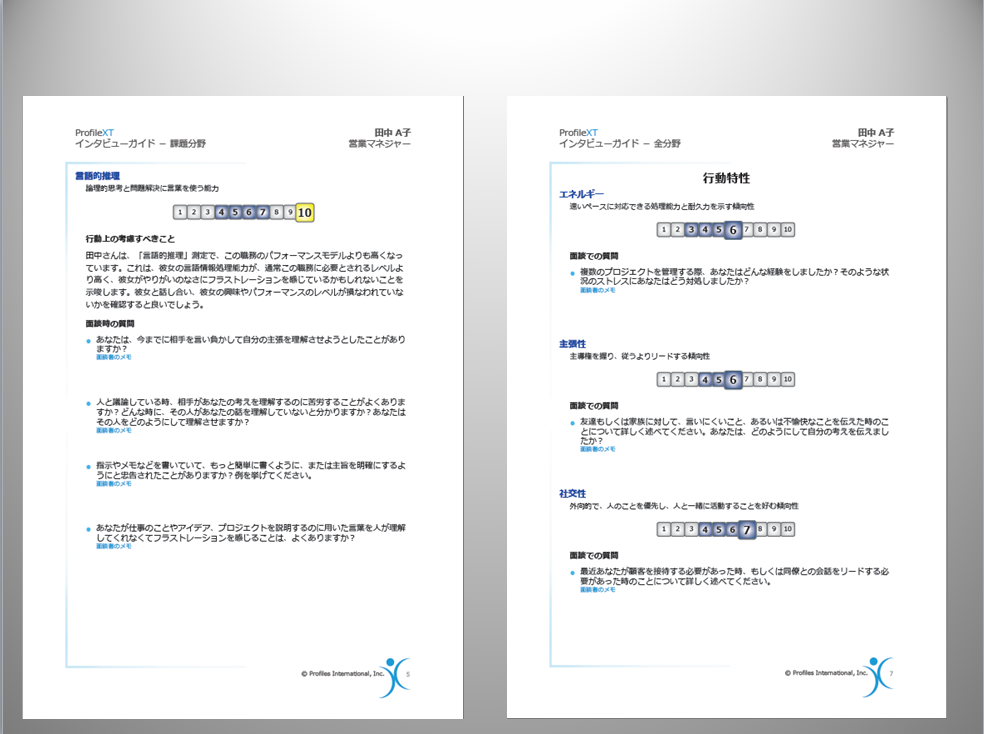 ProfileXT
田中 A子
インタビューガイド － 課題分野
営業マネジャー
言語的推理
論理的思考と問題解決に言葉を使う能力
1 2 3 4 5 6 7 8 9 10
行動上の考慮すべきこと
田中さんは、「言語的推理」測定で、この職務のパフォーマンスモデルよりも高くなっ
ています。これは、彼女の言語情報処理能力が、通常この職務に必要とされるレベルよ
り高く、彼女がやりがいのなさにフラストレーションを感じているかもしれないことを
示唆します。彼女と話し合い、彼女の興味やパフォーマンスのレベルが損なわれていな
いかを確認すると良いでしょう。
面談時の質問
あなたは、今までに相手を言い負かして自分の主張を理解させようとしたことがあり
ますか？
面談者のメモ
人と議論している時、相手があなたの考えを理解するのに苦労することがよくありま
すか？どんな時に、その人があなたの話を理解していないと分かりますか？あなたは
その人をどのようにして理解させますか？
面談者のメモ
指示やメモなどを書いていて、もっと簡単に書くように、または主旨を明確にするよ
うにと忠告されたことがありますか？例を挙げてください。
面談者のメモ
あなたが仕事のことやアイデア、プロジェクトを説明するのに用いた言葉を人が理解
してくれなくてフラストレーションを感じることは、よくありますか？
面談者のメモ
© Profiles International, Inc.
5
ProfileXT
田中 A子
インタビューガイド － 全分野
営業マネジャー
行動特性
エネルギー
速いペースに対応できる処理能力と耐久力を示す傾向性
1 2 3 4 5 6 7 8 9 10
面談での質問
複数のプロジェクトを管理する際、あなたはどんな経験をしましたか？そのような状
況のストレスにあなたはどう対処しましたか？
面談者のメモ
主張性
主導権を握り、従うよりリードする傾向性
1 2 3 4 5 6 7 8 9 10
面談での質問
友達もしくは家族に対して、言いにくいこと、あるいは不愉快なことを伝えた時のこ
とについて詳しく述べてください。あなたは、どのようにして自分の考えを伝えまし
たか？
面談者のメモ
社交性
外向的で、人のことを優先し、人と一緒に活動することを好む傾向性
1 2 3 4 5 6 7 8 9 10
面談での質問
最近あなたが顧客を接待する必要があった時、もしくは同僚との会話をリードする必
要があった時のことについて詳しく述べてください。
面談者のメモ
© Profiles International, Inc.
7